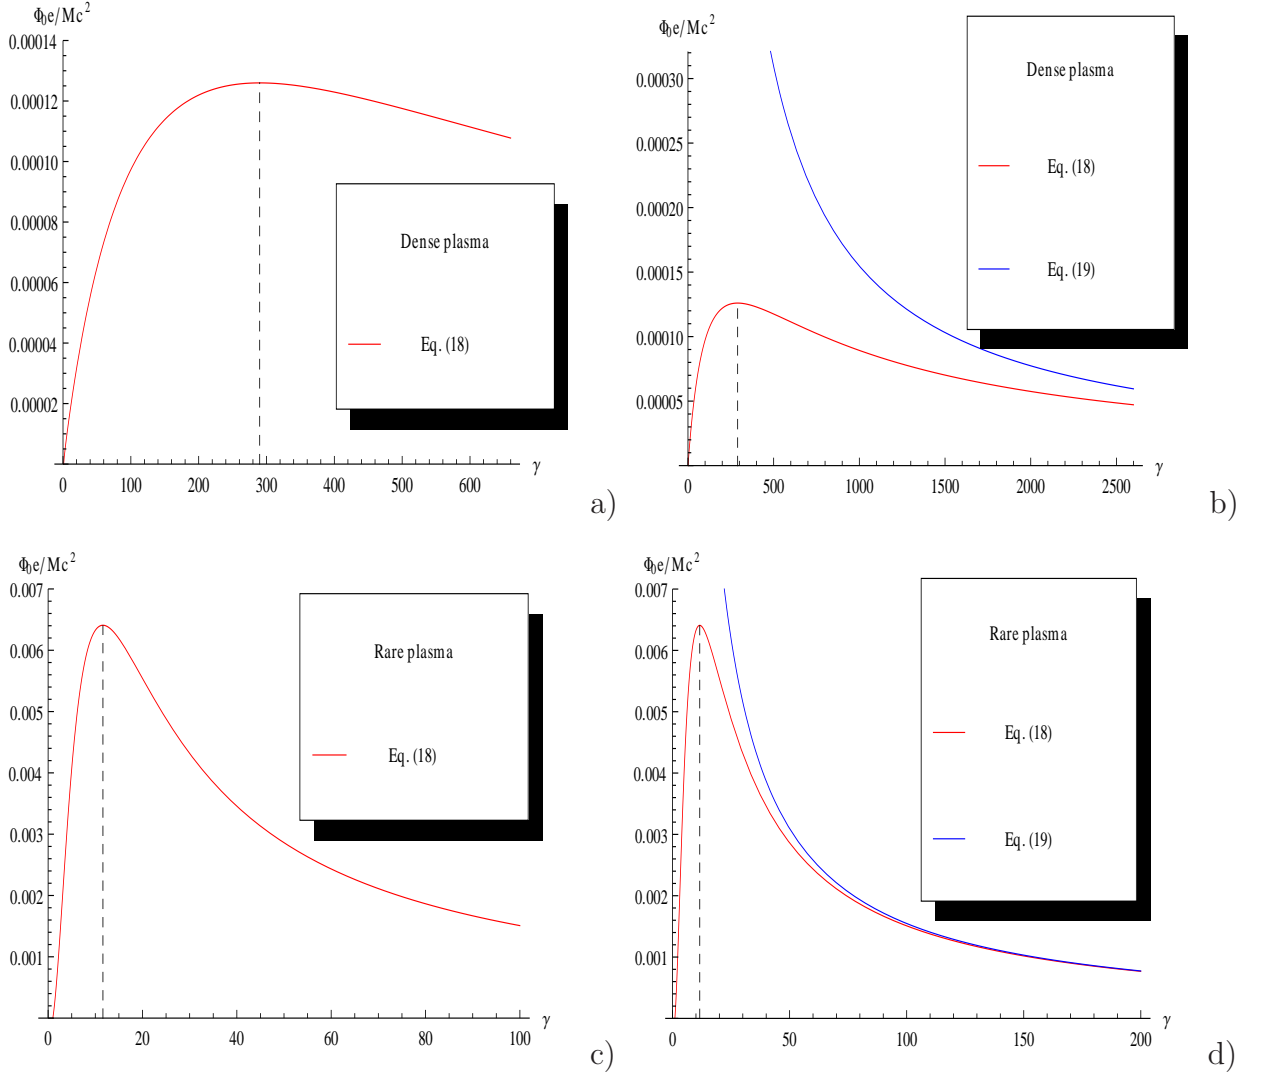 Φ₀e/Mc²
0.00014
0.00012
0.00010
0.00008
0.00006
0.00004
0.00002
0 100 200 300 400 500 600 γ
Dense plasma
Eq. (18)
a)
Φ₀e/Mc²
0.00030
0.00025
0.00020
0.00015
0.00010
0.00005
0 500 1000 1500 2000 2500 γ
Dense plasma
Eq. (18)
Eq. (19)
b)
Φ₀e/Mc²
0.007
0.006
0.005
0.004
0.003
0.002
0.001
0 20 40 60 80 100 γ
Rare plasma
Eq. (18)
c)
Φ₀e/Mc²
0.007
0.006
0.005
0.004
0.003
0.002
0.001
0 50 100 150 200 γ
Rare plasma
Eq. (18)
Eq. (19)
d)